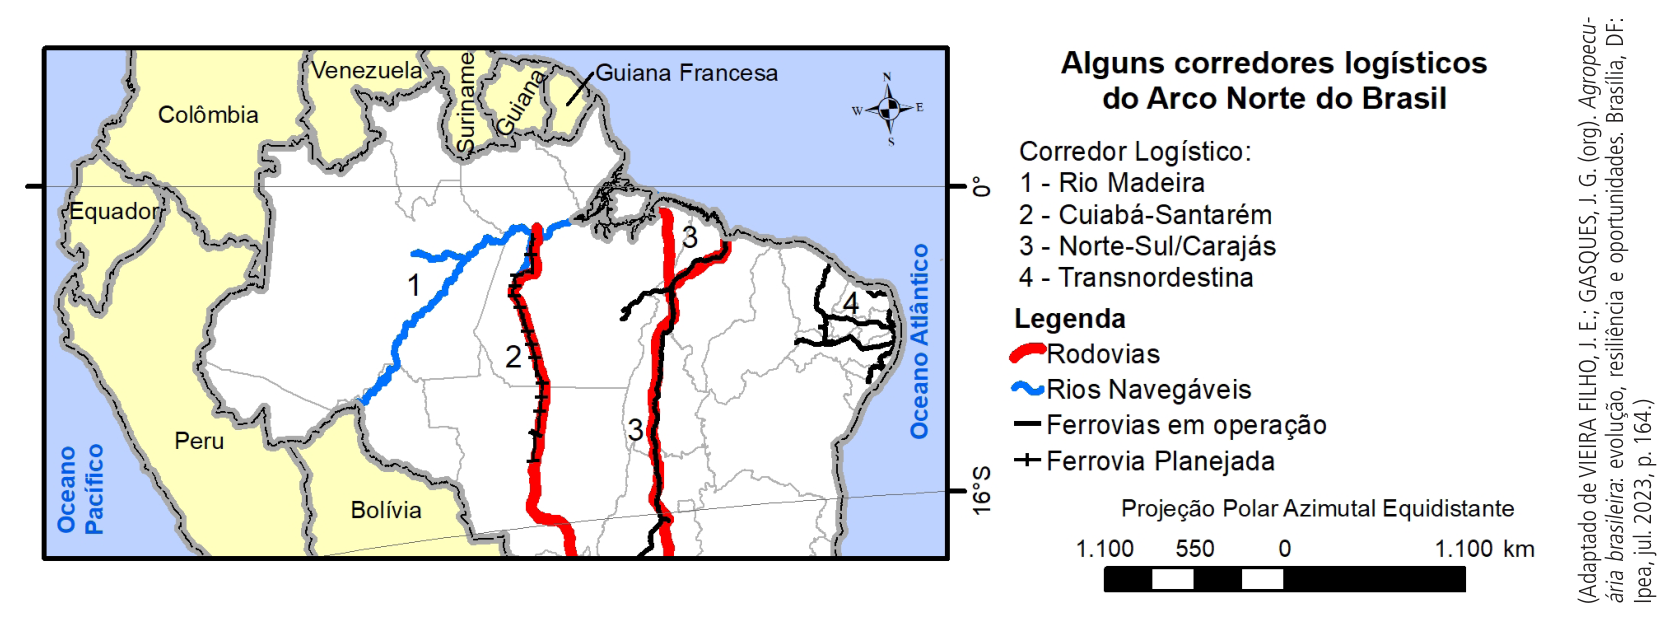 Venezuela
Suriname
Guiana
Guiana Francesa
Colômbia
N
W
E
S
Equador
0°
3
1
4
2
Oceano Atlântico
3
Peru
Oceano
Pacífico
Bolívia
16°S
Alguns corredores logísticos
do Arco Norte do Brasil
Corredor Logístico:
1 - Rio Madeira
2 - Cuiabá-Santarém
3 - Norte-Sul/Carajás
4 - Transnordestina
Legenda
Rodovias
Rios Navegáveis
Ferrovias em operação
Ferrovia Planejada
Projeção Polar Azimutal Equidistante
1.100 550 0 1.100 km
(Adaptado de VIEIRA FILHO, J. E.; GASQUES, J. G. (org). Agropecu-
ária brasileira: evolução, resiliência e oportunidades. Brasília, DF:
Ipea, jul. 2023, p. 164.)